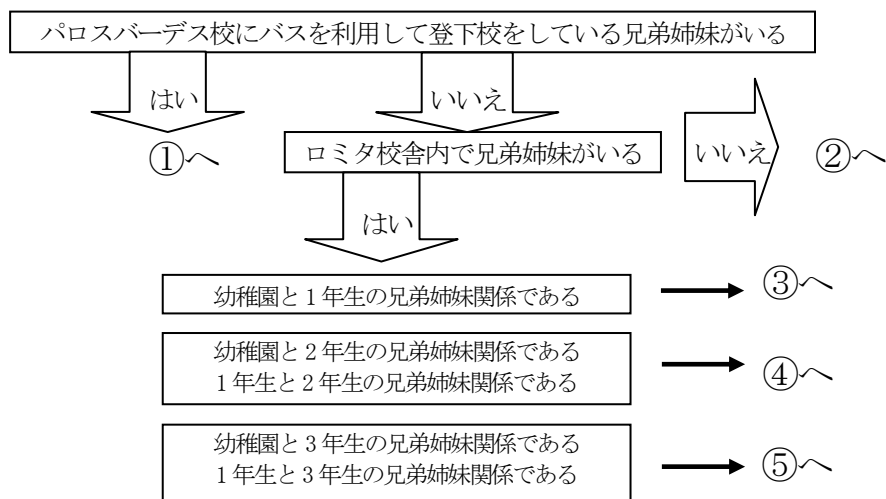 パロスバーデス校にバスを利用して登下校をしている兄弟姉妹がいる
はい
いいえ
①へ
ロミタ校舎内で兄弟姉妹がいる
いいえ
②へ
はい
幼稚園と1年生の兄弟姉妹関係である
③へ
幼稚園と2年生の兄弟姉妹関係である
1年生と2年生の兄弟姉妹関係である
④へ
幼稚園と3年生の兄弟姉妹関係である
1年生と3年生の兄弟姉妹関係である
⑤へ